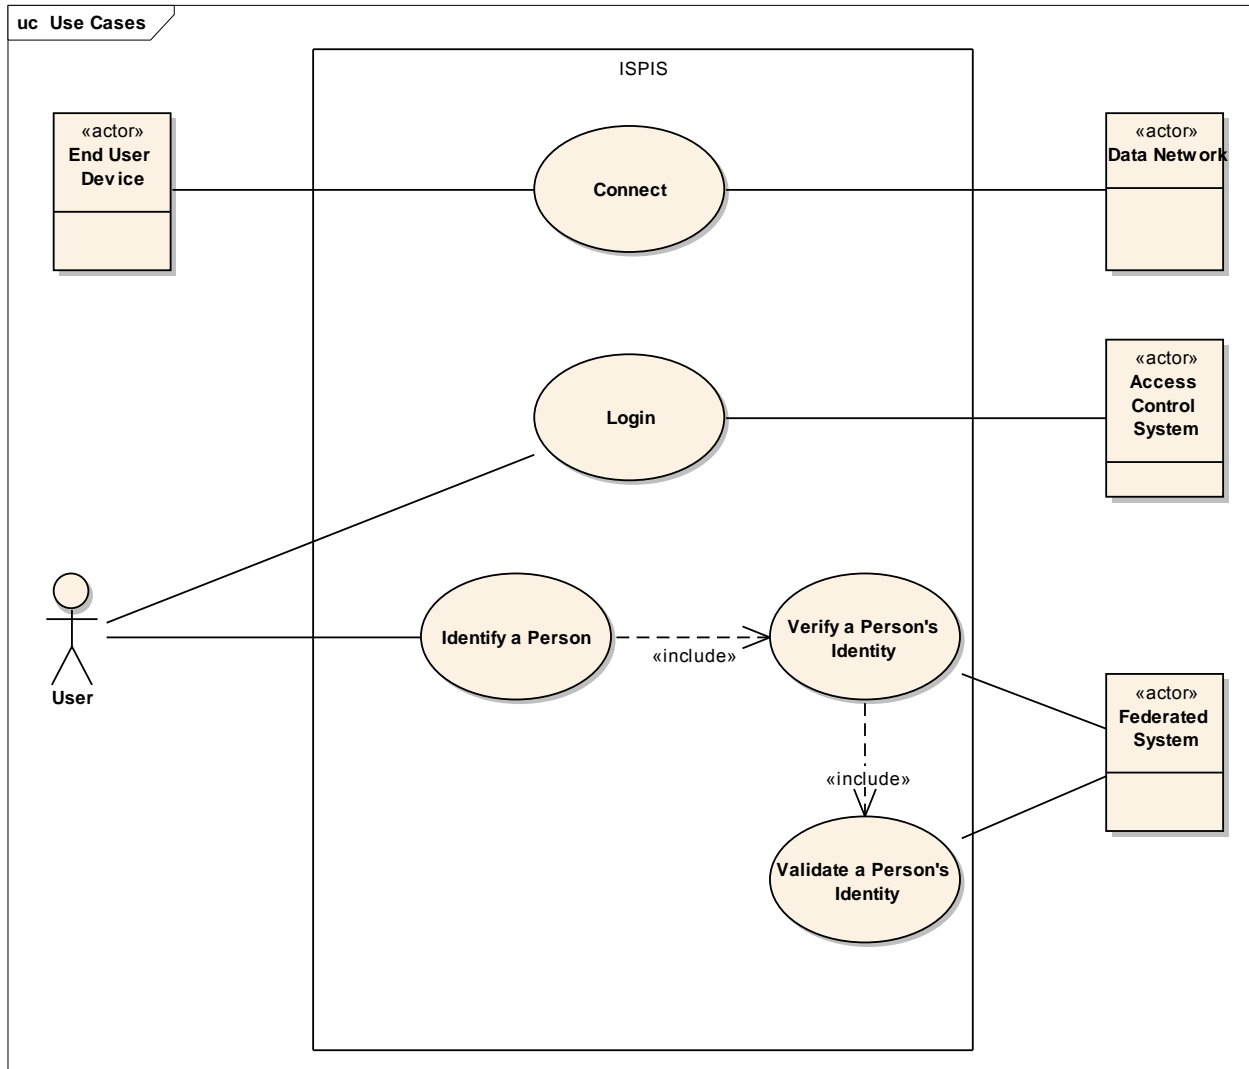 uc Use Cases
ISPIS
«actor»
End User
Device
Connect
«actor»
Data Network
Login
«actor»
Access
Control
System
User
Identify a Person
«include»
Verify a Person's
Identity
«actor»
Federated
System
«include»
Validate a Person's
Identity